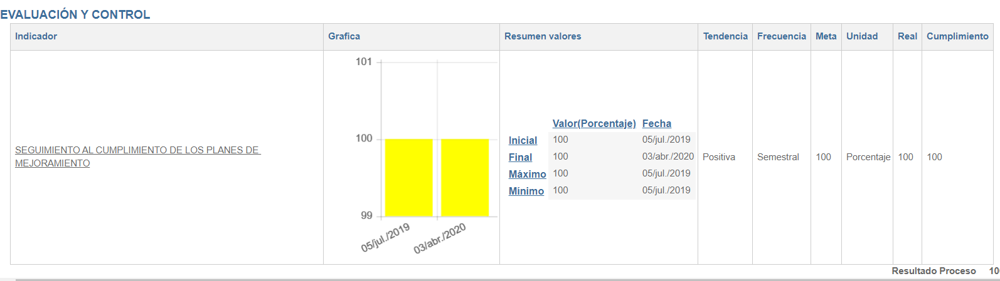 EVALUACIÓN Y CONTROL
Indicador Grafica Resumen valores Tendencia Frecuencia Meta Unidad Real Cumplimiento
SEGUIMIENTO AL CUMPLIMIENTO DE LOS PLANES DE
MEJORAMIENTO
101
100
99
05/jul./2019
03/abr./2020
Valor(Porcentaje) Fecha
Inicial 100 05/jul./2019
Final 100 03/abr./2020
Máximo 100 05/jul./2019
Mínimo 100 05/jul./2019
Positiva Semestral 100 Porcentaje 100 100
Resultado Proceso